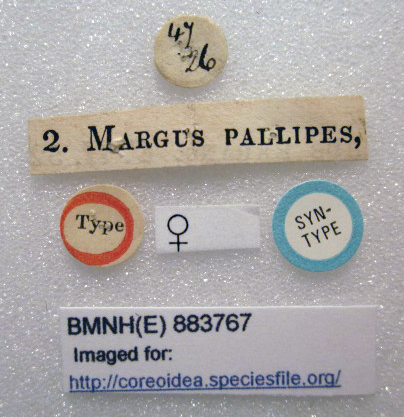 47
26
2. MARGUS PALLIPES,
Type
♀
SYN-
TYPE
BMNH(E) 883767
Imaged for:
http://coreoidea.speciesfile.org/